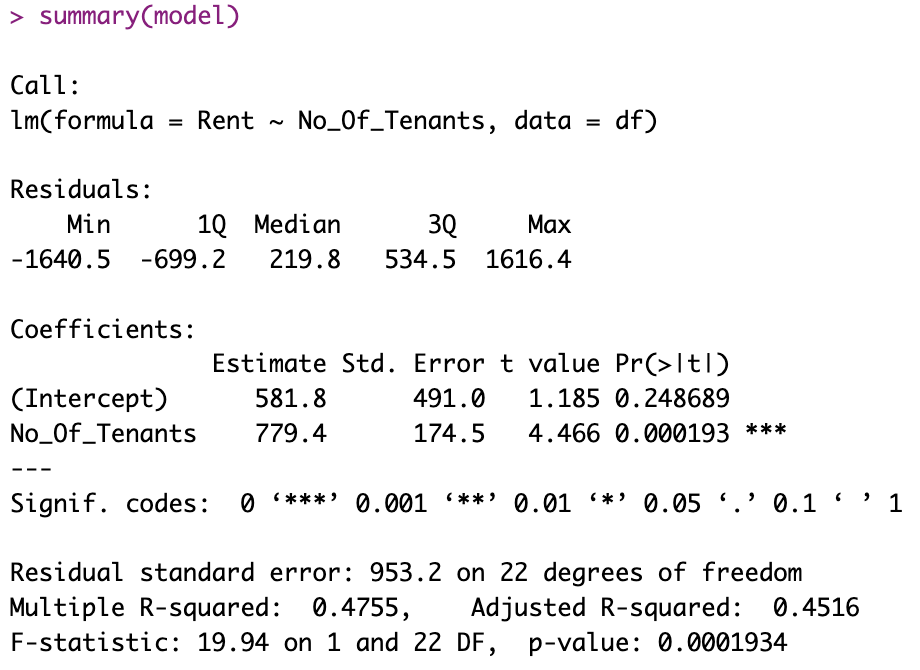 > summary(model)
Call:
lm(formula = Rent ~ No_Of_Tenants, data = df)
Residuals:
    Min      1Q  Median      3Q     Max
-1640.5  -699.2   219.8   534.5  1616.4
Coefficients:
              Estimate Std. Error t value Pr(>|t|)
(Intercept)      581.8      491.0   1.185 0.248689
No_Of_Tenants    779.4      174.5   4.466 0.000193 ***
---
Signif. codes:  0 ‘***’ 0.001 ‘**’ 0.01 ‘*’ 0.05 ‘.’ 0.1 ‘ ’ 1
Residual standard error: 953.2 on 22 degrees of freedom
Multiple R-squared:  0.4755,    Adjusted R-squared:  0.4516
F-statistic: 19.94 on 1 and 22 DF,  p-value: 0.0001934